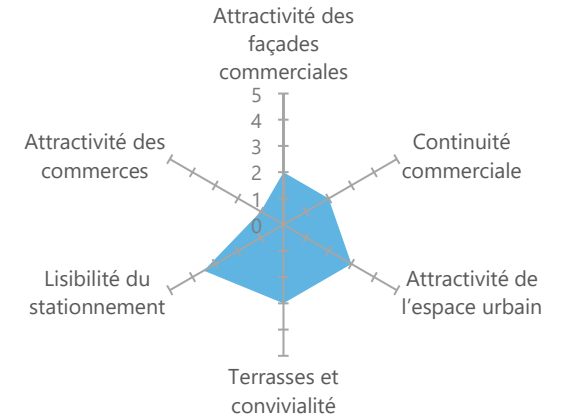 Attractivité des
façades
commerciales
5
4
3
2
1
0
Continuité
commerciale
Attractivité de
l'espace urbain
Terrasses et
convivialité
Lisibilité du
stationnement
Attractivité des
commerces